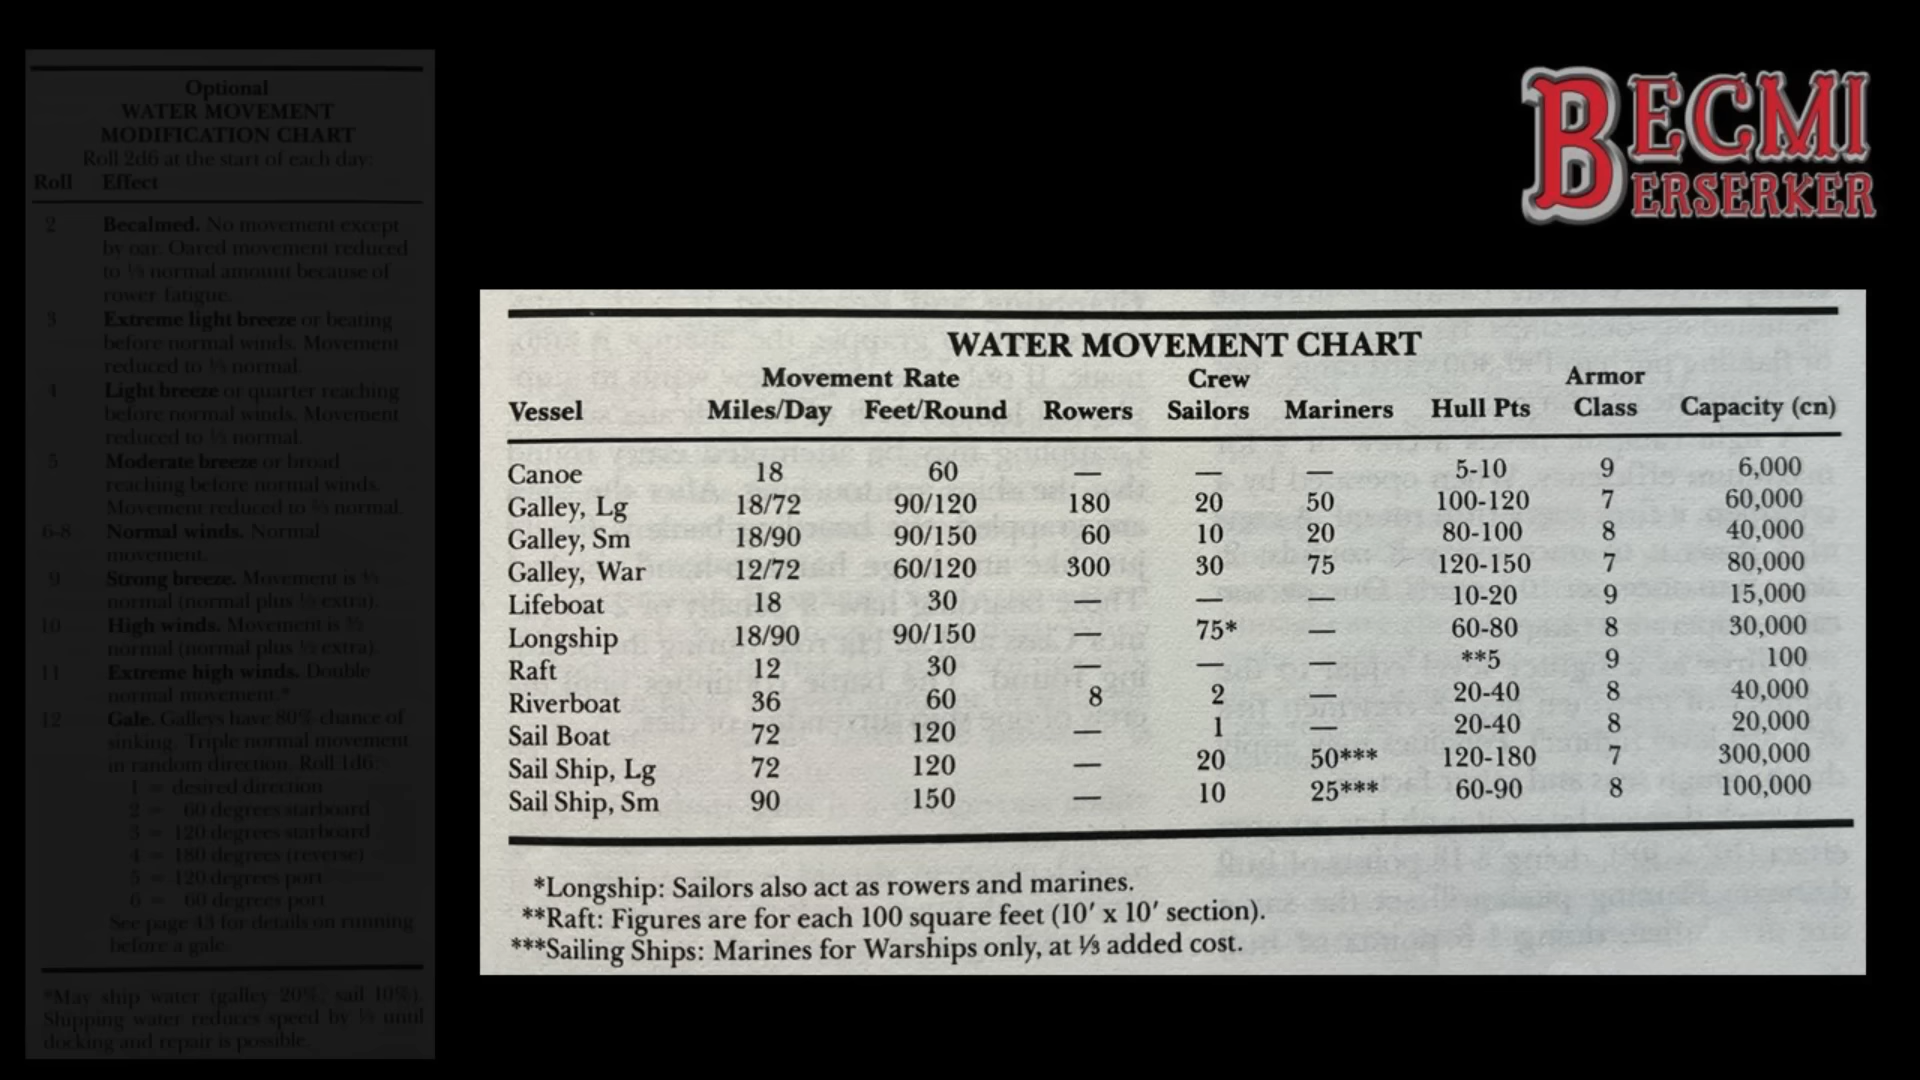 Optional
WATER MOVEMENT
MODIFICATION CHART
Roll 2d6 at the start of each day:
Roll Effect
2 Becalmed. No movement except
by oar. Oared movement reduced
to ⅓ normal amount because of
rower fatigue.
3 Extreme light breeze or beating
before normal winds. Movement
reduced to ⅓ normal.
4 Light breeze or quarter reaching
before normal winds. Movement
reduced to ½ normal.
5 Moderate breeze or broad
reaching before normal winds.
Movement reduced to ⅔ normal.
6-8 Normal winds. Normal
movement.
9 Strong breeze. Movement is
normal (normal plus ⅓ extra).
10 High winds. Movement is
normal (normal plus ½ extra).
11 Extreme high winds. Double
normal movement.*
12 Gale. Galleys have 80% chance of
sinking. Triple normal movement
in random direction. Roll 1d6:
1 = desired direction
2 = 60 degrees starboard
3 = 120 degrees starboard
4 = 180 degrees (reverse)
5 = 120 degrees port
6 = 60 degrees port
See page 43 for details on running
before a gale.
*May ship water (galley 20%, sail 10%).
Shipping water reduces speed by ⅓ until
docking and repair is possible.
BECMI
BERSERKER
WATER MOVEMENT CHART
Movement Rate Crew Armor
Vessel Miles/Day Feet/Round Rowers Sailors Mariners Hull Pts Class Capacity (cn)
Canoe 18 60 — — — 5-10 9 6,000
Galley, Lg 18/72 90/120 180 20 50 100-120 7 60,000
Galley, Sm 18/90 90/150 60 10 20 80-100 8 40,000
Galley, War 12/72 60/120 300 30 75 120-150 7 80,000
Lifeboat 18 30 — — — 10-20 9 15,000
Longship 18/90 90/150 — 75* — 60-80 8 30,000
Raft 12 30 — — — **5 9 100
Riverboat 36 60 8 2 — 20-40 8 40,000
Sail Boat 72 120 — 1 — 20-40 8 20,000
Sail Ship, Lg 72 120 — 20 50*** 120-180 7 300,000
Sail Ship, Sm 90 150 — 10 25*** 60-90 8 100,000
*Longship: Sailors also act as rowers and marines.
**Raft: Figures are for each 100 square feet (10′ x 10′ section).
***Sailing Ships: Marines for Warships only, at ⅓ added cost.